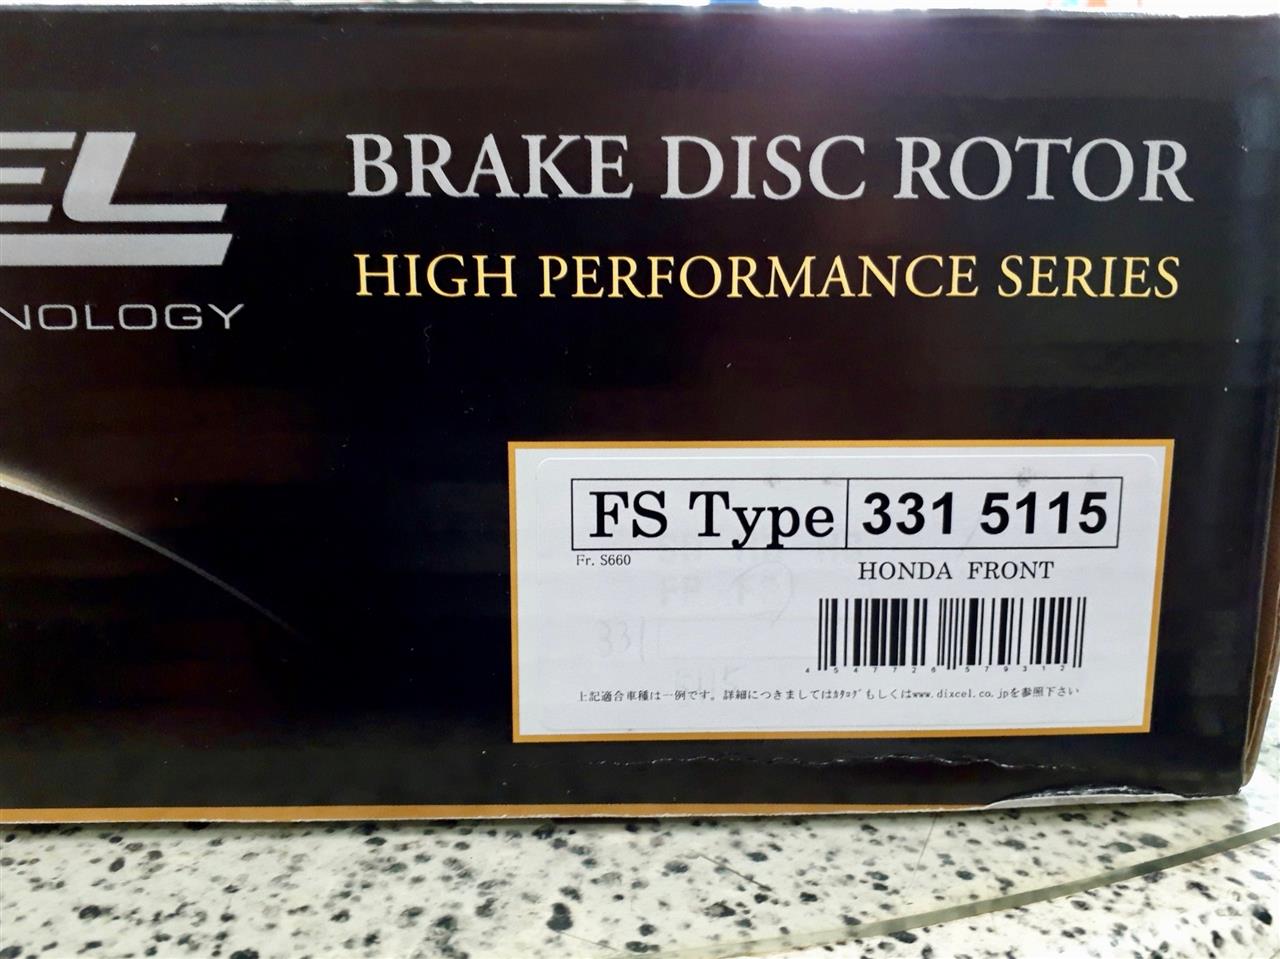 EL
BRAKE DISC ROTOR
HIGH PERFORMANCE SERIES
NOLOGY
FS Type 331 5115
Fr. S660
HONDA FRONT
4547726579312
上記適合車種は一例です。詳細につきましてはｶﾀﾛｸﾞもしくはwww.dixcel.co.jpを参照下さい